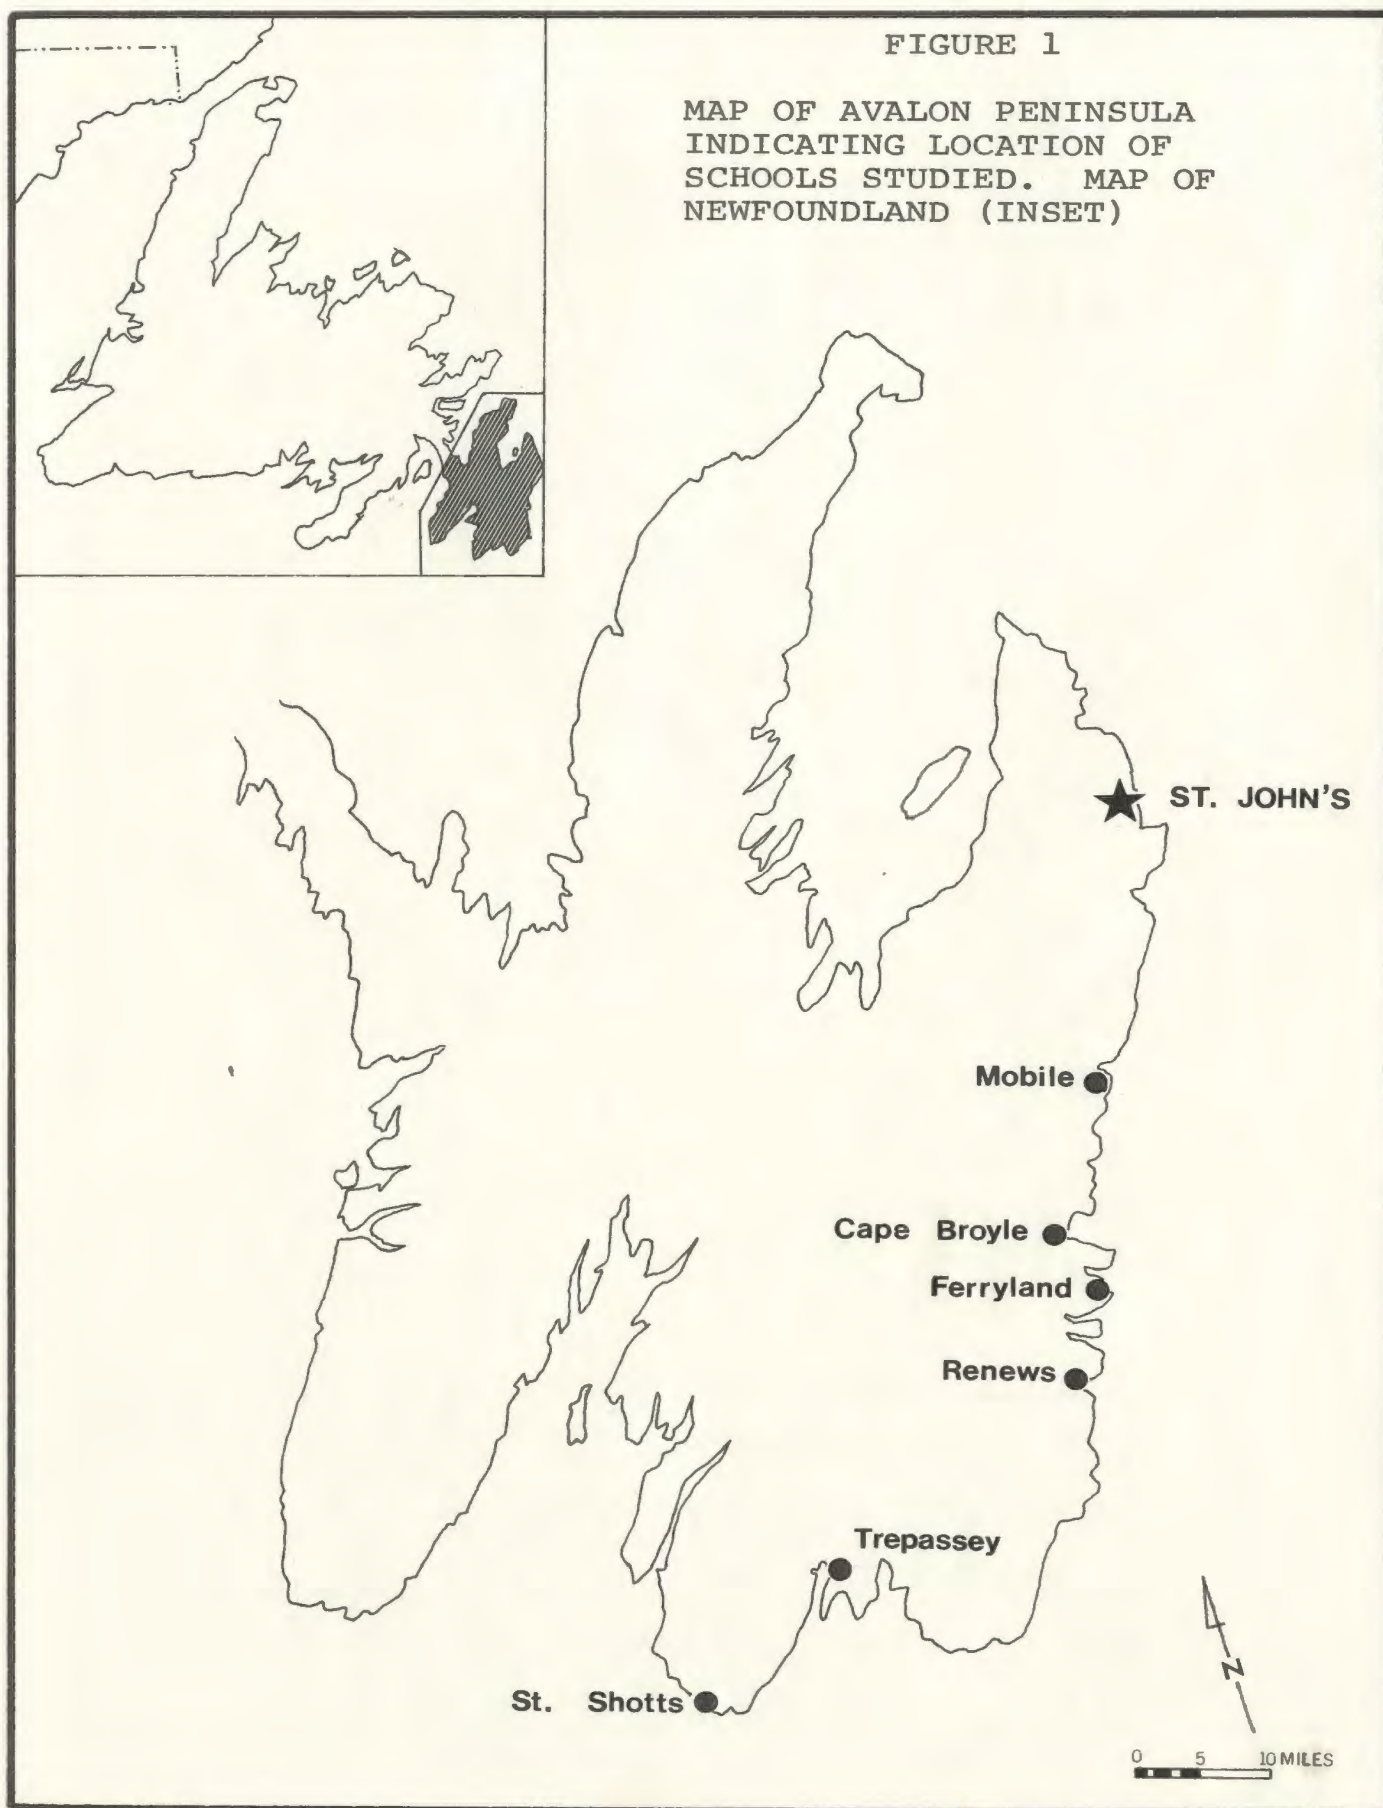 FIGURE 1
MAP OF AVALON PENINSULA
INDICATING LOCATION OF
SCHOOLS STUDIED. MAP OF
NEWFOUNDLAND (INSET)
ST. JOHN'S
Mobile
Cape Broyle
Ferryland
Renews
Trepassey
St. Shotts
N
0 5 10 MILES